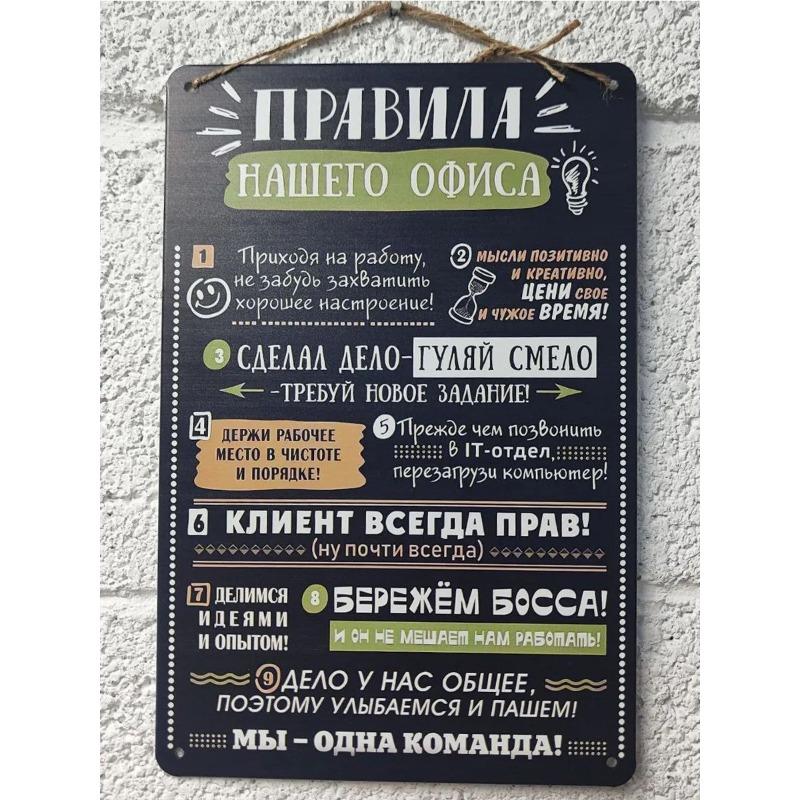 ПРАВИЛА
НАШЕГО ОФИСА
1 Приходя на работу,
не забудь захватить
хорошее настроение!
2 МЫСЛИ ПОЗИТИВНО
И КРЕАТИВНО,
ЦЕНИ СВОЕ
И ЧУЖОЕ ВРЕМЯ!
3 СДЕЛАЛ ДЕЛО-ГУЛЯЙ СМЕЛО
-ТРЕБУЙ НОВОЕ ЗАДАНИЕ!
4 ДЕРЖИ РАБОЧЕЕ
МЕСТО В ЧИСТОТЕ
И ПОРЯДКЕ!
5 Прежде чем позвонить
в IT-отдел,
перезагрузи компьютер!
6 КЛИЕНТ ВСЕГДА ПРАВ!
(ну почти всегда)
7 ДЕЛИМСЯ
ИДЕЯМИ
И ОПЫТОМ!
8 БЕРЕЖЁМ БОССА!
И ОН НЕ МЕШАЕТ НАМ РАБОТАТЬ!
9 ДЕЛО У НАС ОБЩЕЕ,
ПОЭТОМУ УЛЫБАЕМСЯ И ПАШЕМ!
МЫ – ОДНА КОМАНДА!